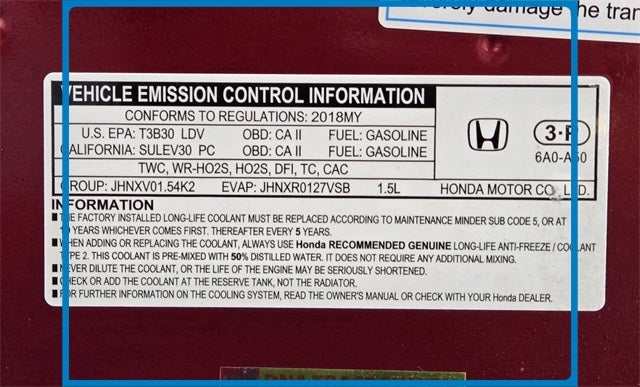 damage the tran
VEHICLE EMISSION CONTROL INFORMATION
CONFORMS TO REGULATIONS: 2018MY
U.S. EPA: T3B30 LDV OBD: CA II FUEL: GASOLINE
CALIFORNIA: SULEV30 PC OBD: CA II FUEL: GASOLINE
TWC, WR-HO2S, HO2S, DFI, TC, CAC
3-P
6A0-A50
GROUP: JHNXV01.54K2 EVAP: JHNXR0127VSB 1.5L HONDA MOTOR CO., LTD.
INFORMATION
THE FACTORY INSTALLED LONG-LIFE COOLANT MUST BE REPLACED ACCORDING TO MAINTENANCE MINDER SUB CODE 5, OR AT
10 YEARS WHICHEVER COMES FIRST. THEREAFTER EVERY 5 YEARS.
WHEN ADDING OR REPLACING THE COOLANT, ALWAYS USE Honda RECOMMENDED GENUINE LONG-LIFE ANTI-FREEZE / COOLANT
TYPE 2. THIS COOLANT IS PRE-MIXED WITH 50% DISTILLED WATER. IT DOES NOT REQUIRE ANY ADDITIONAL MIXING.
NEVER DILUTE THE COOLANT, OR THE LIFE OF THE ENGINE MAY BE SERIOUSLY SHORTENED.
CHECK OR ADD THE COOLANT AT THE RESERVE TANK, NOT THE RADIATOR.
FOR FURTHER INFORMATION ON THE COOLING SYSTEM, READ THE OWNER'S MANUAL OR CHECK WITH YOUR Honda DEALER.